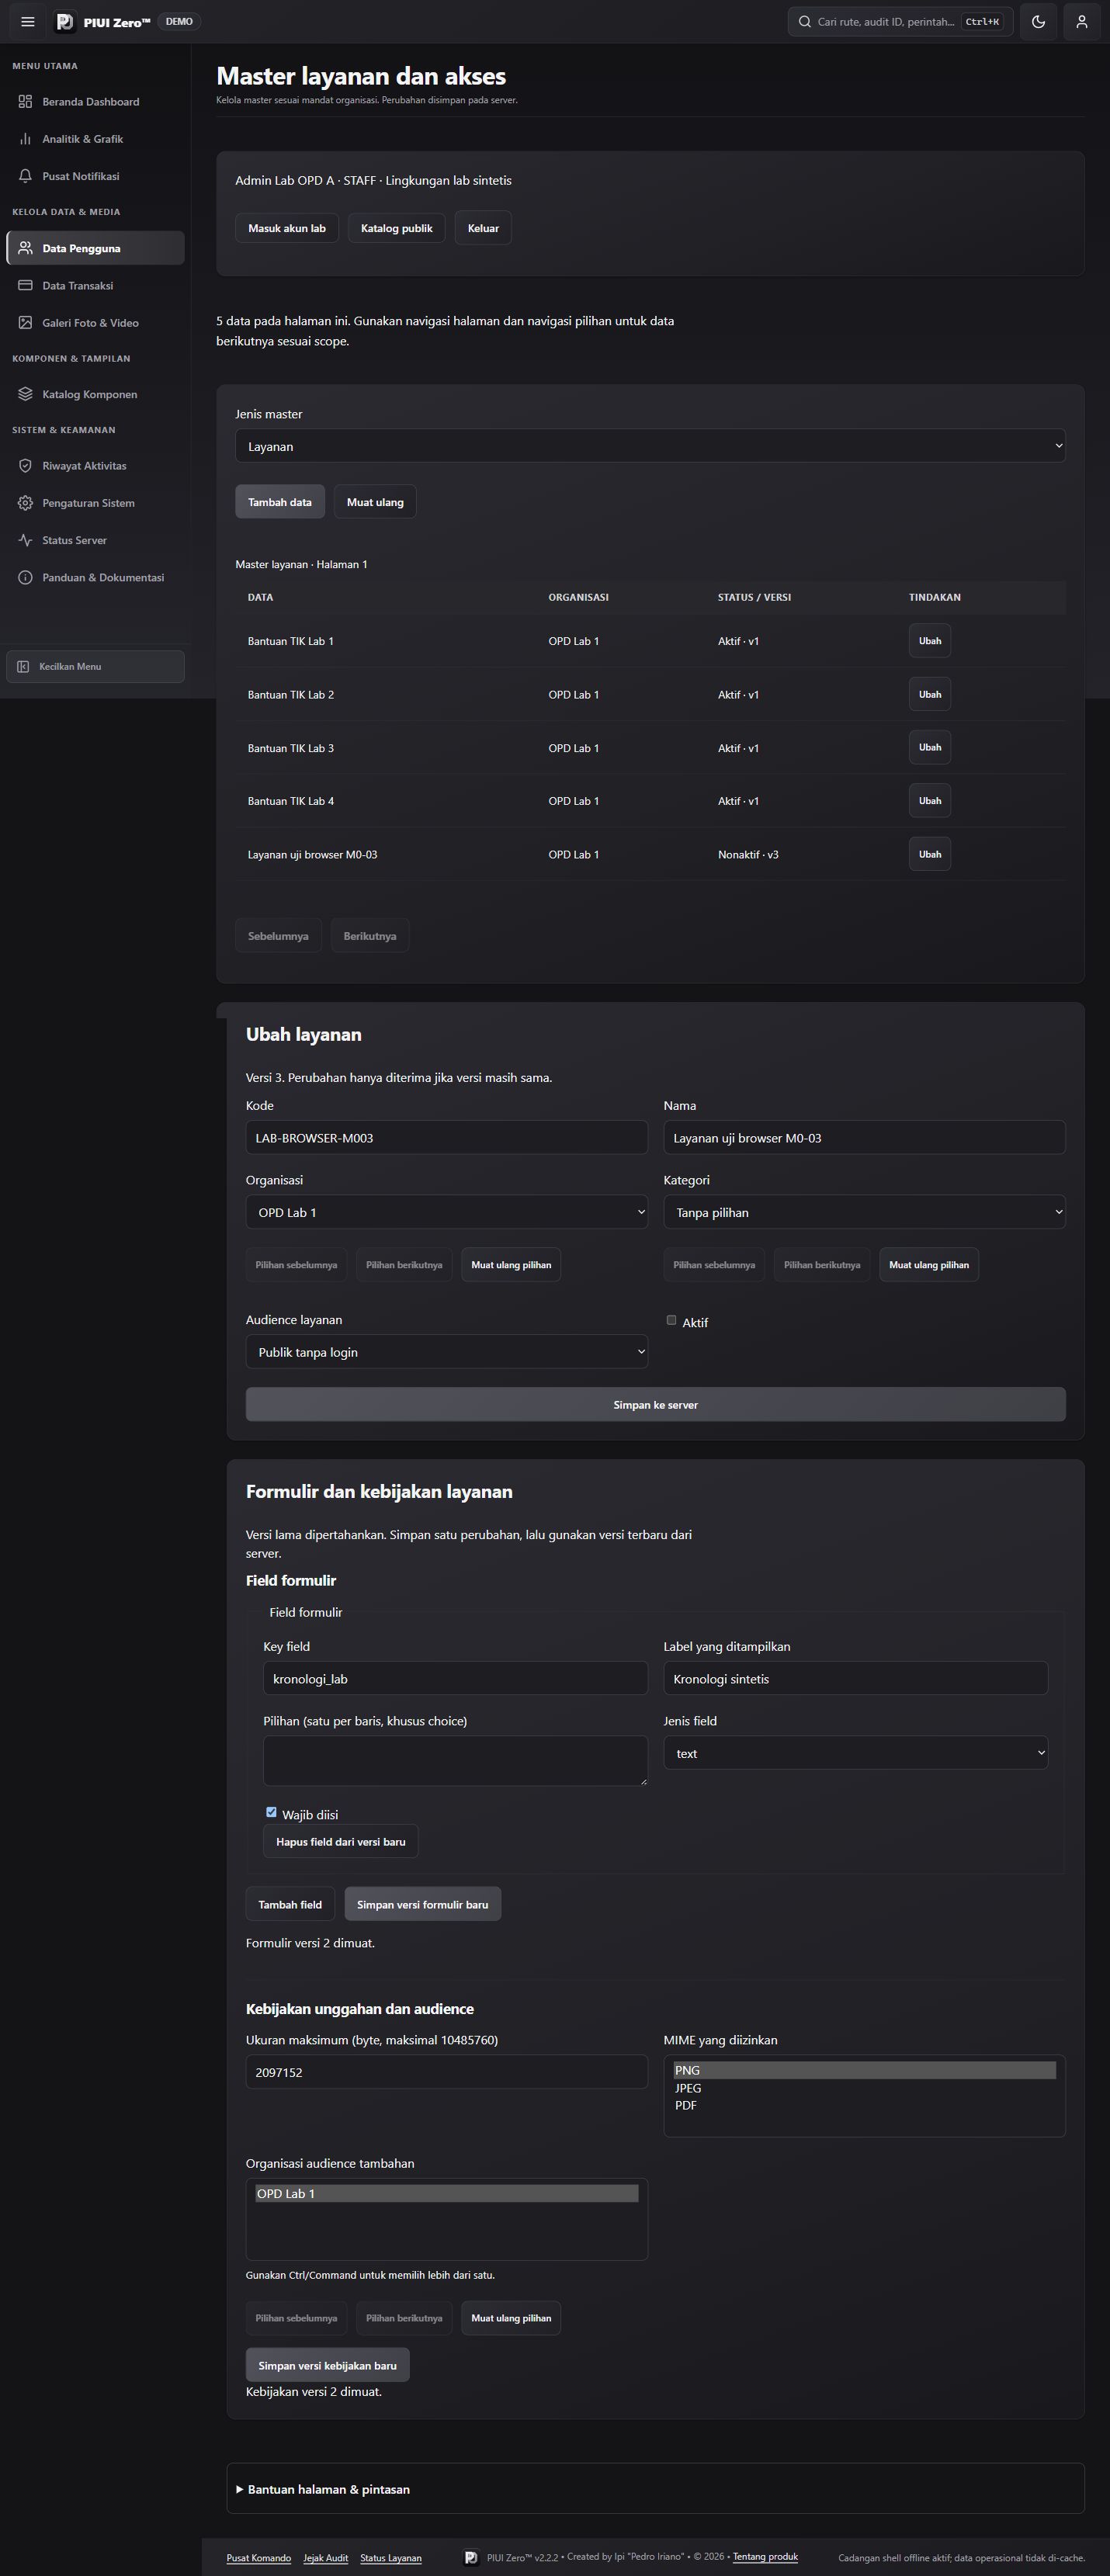 PIUI Zero™ DEMO
Cari rute, audit ID, perintah... Ctrl+K
MENU UTAMA
Beranda Dashboard
Analitik & Grafik
Pusat Notifikasi
KELOLA DATA & MEDIA
Data Pengguna
Data Transaksi
Galeri Foto & Video
KOMPONEN & TAMPILAN
Katalog Komponen
SISTEM & KEAMANAN
Riwayat Aktivitas
Pengaturan Sistem
Status Server
Panduan & Dokumentasi
Kecilkan Menu
Master layanan dan akses
Kelola master sesuai mandat organisasi. Perubahan disimpan pada server.
Admin Lab OPD A · STAFF · Lingkungan lab sintetis
Masuk akun lab Katalog publik Keluar
5 data pada halaman ini. Gunakan navigasi halaman dan navigasi pilihan untuk data
berikutnya sesuai scope.
Jenis master
Layanan
Tambah data Muat ulang
Master layanan · Halaman 1
DATA ORGANISASI STATUS / VERSI TINDAKAN
Bantuan TIK Lab 1 OPD Lab 1 Aktif · v1 Ubah
Bantuan TIK Lab 2 OPD Lab 1 Aktif · v1 Ubah
Bantuan TIK Lab 3 OPD Lab 1 Aktif · v1 Ubah
Bantuan TIK Lab 4 OPD Lab 1 Aktif · v1 Ubah
Layanan uji browser M0-03 OPD Lab 1 Nonaktif · v3 Ubah
Sebelumnya Berikutnya
Ubah layanan
Versi 3. Perubahan hanya diterima jika versi masih sama.
Kode Nama
LAB-BROWSER-M003 Layanan uji browser M0-03
Organisasi Kategori
OPD Lab 1 Tanpa pilihan
Pilihan sebelumnya Pilihan berikutnya Muat ulang pilihan Pilihan sebelumnya Pilihan berikutnya Muat ulang pilihan
Audience layanan Aktif
Publik tanpa login
Simpan ke server
Formulir dan kebijakan layanan
Versi lama dipertahankan. Simpan satu perubahan, lalu gunakan versi terbaru dari
server.
Field formulir
Field formulir
Key field Label yang ditampilkan
kronologi_lab Kronologi sintetis
Pilihan (satu per baris, khusus choice) Jenis field
text
Wajib diisi
Hapus field dari versi baru
Tambah field Simpan versi formulir baru
Formulir versi 2 dimuat.
Kebijakan unggahan dan audience
Ukuran maksimum (byte, maksimal 10485760) MIME yang diizinkan
2097152 PNG
JPEG
PDF
Organisasi audience tambahan
OPD Lab 1
Gunakan Ctrl/Command untuk memilih lebih dari satu.
Pilihan sebelumnya Pilihan berikutnya Muat ulang pilihan
Simpan versi kebijakan baru
Kebijakan versi 2 dimuat.
Bantuan halaman & pintasan
Pusat Komando Jejak Audit Status Layanan PIUI Zero™ v2.2.2 • Created by Ipi "Pedro Iriano" • © 2026 • Tentang produk Cadangan shell offline aktif; data operasional tidak di-cache.